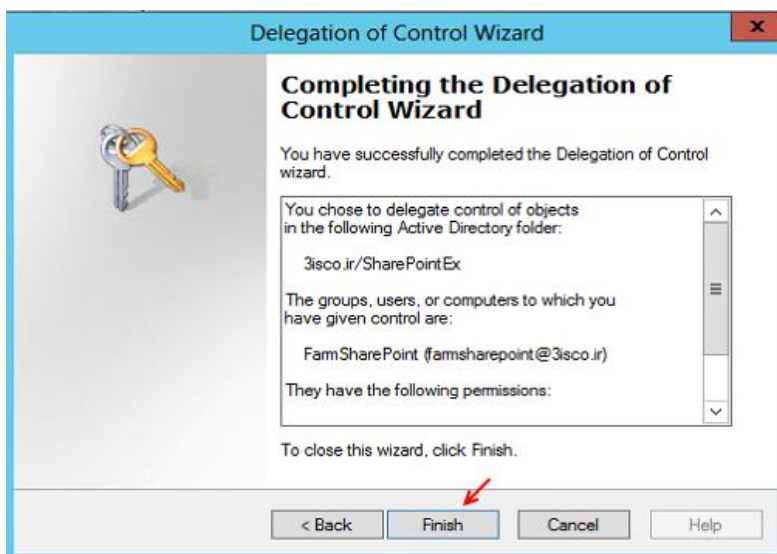 Delegation of Control Wizard
x
Completing the Delegation of
Control Wizard
You have successfully completed the Delegation of Control
wizard.
You chose to delegate control of objects
in the following Active Directory folder:
3isco.ir/SharePointEx
The groups, users, or computers to which you
have given control are:
FarmSharePoint (farmsharepoint@3isco.ir)
They have the following permissions:
To close this wizard, click Finish.
< Back Finish Cancel Help